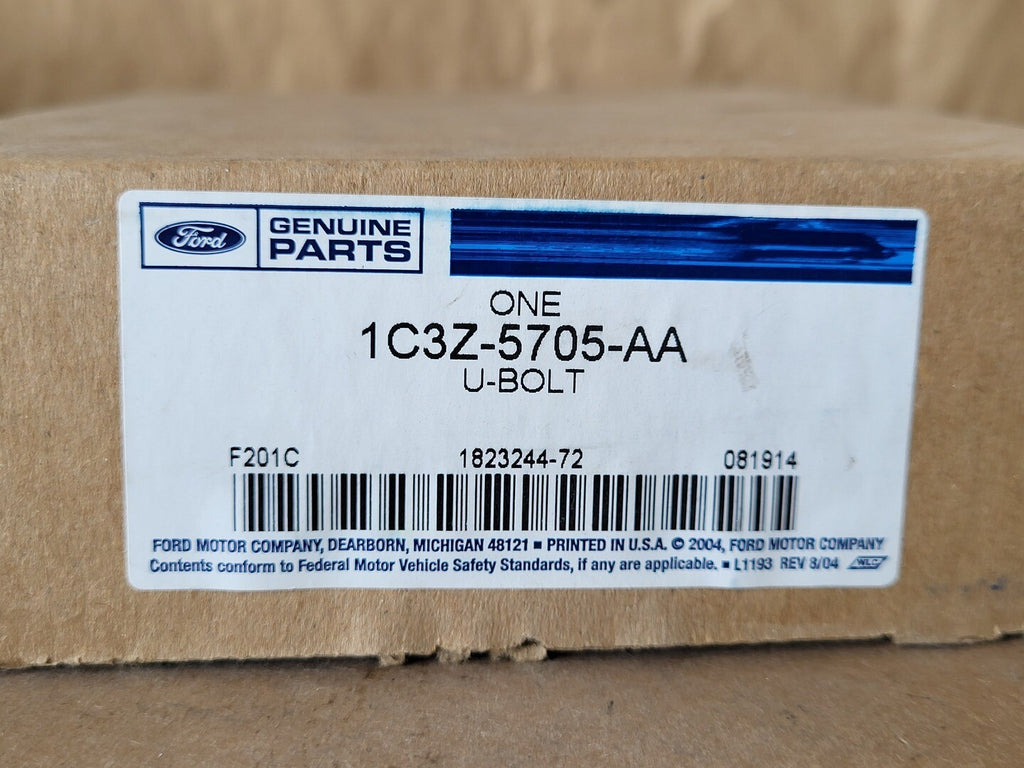 Ford
GENUINE
PARTS
ONE
1C3Z-5705-AA
U-BOLT
F201C 1823244-72 081914
FORD MOTOR COMPANY, DEARBORN, MICHIGAN 48121 ▪ PRINTED IN U.S.A. © 2004, FORD MOTOR COMPANY
Contents conform to Federal Motor Vehicle Safety Standards, if any are applicable. ▪ L1193 REV 8/04 WLC